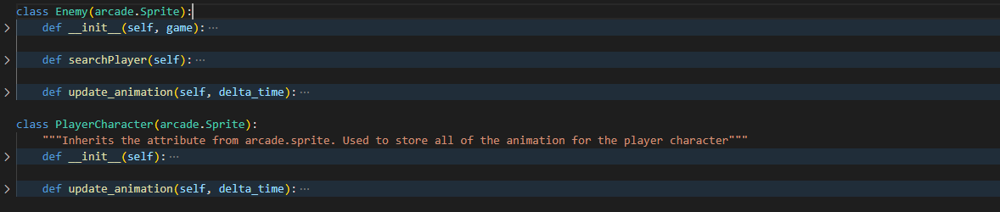 class Enemy(arcade.Sprite):
def __init__(self, game):···
def searchPlayer(self):···
def update_animation(self, delta_time):···
class PlayerCharacter(arcade.Sprite):
"""Inherits the attribute from arcade.sprite. Used to store all of the animation for the player character"""
def __init__(self):···
def update_animation(self, delta_time):···